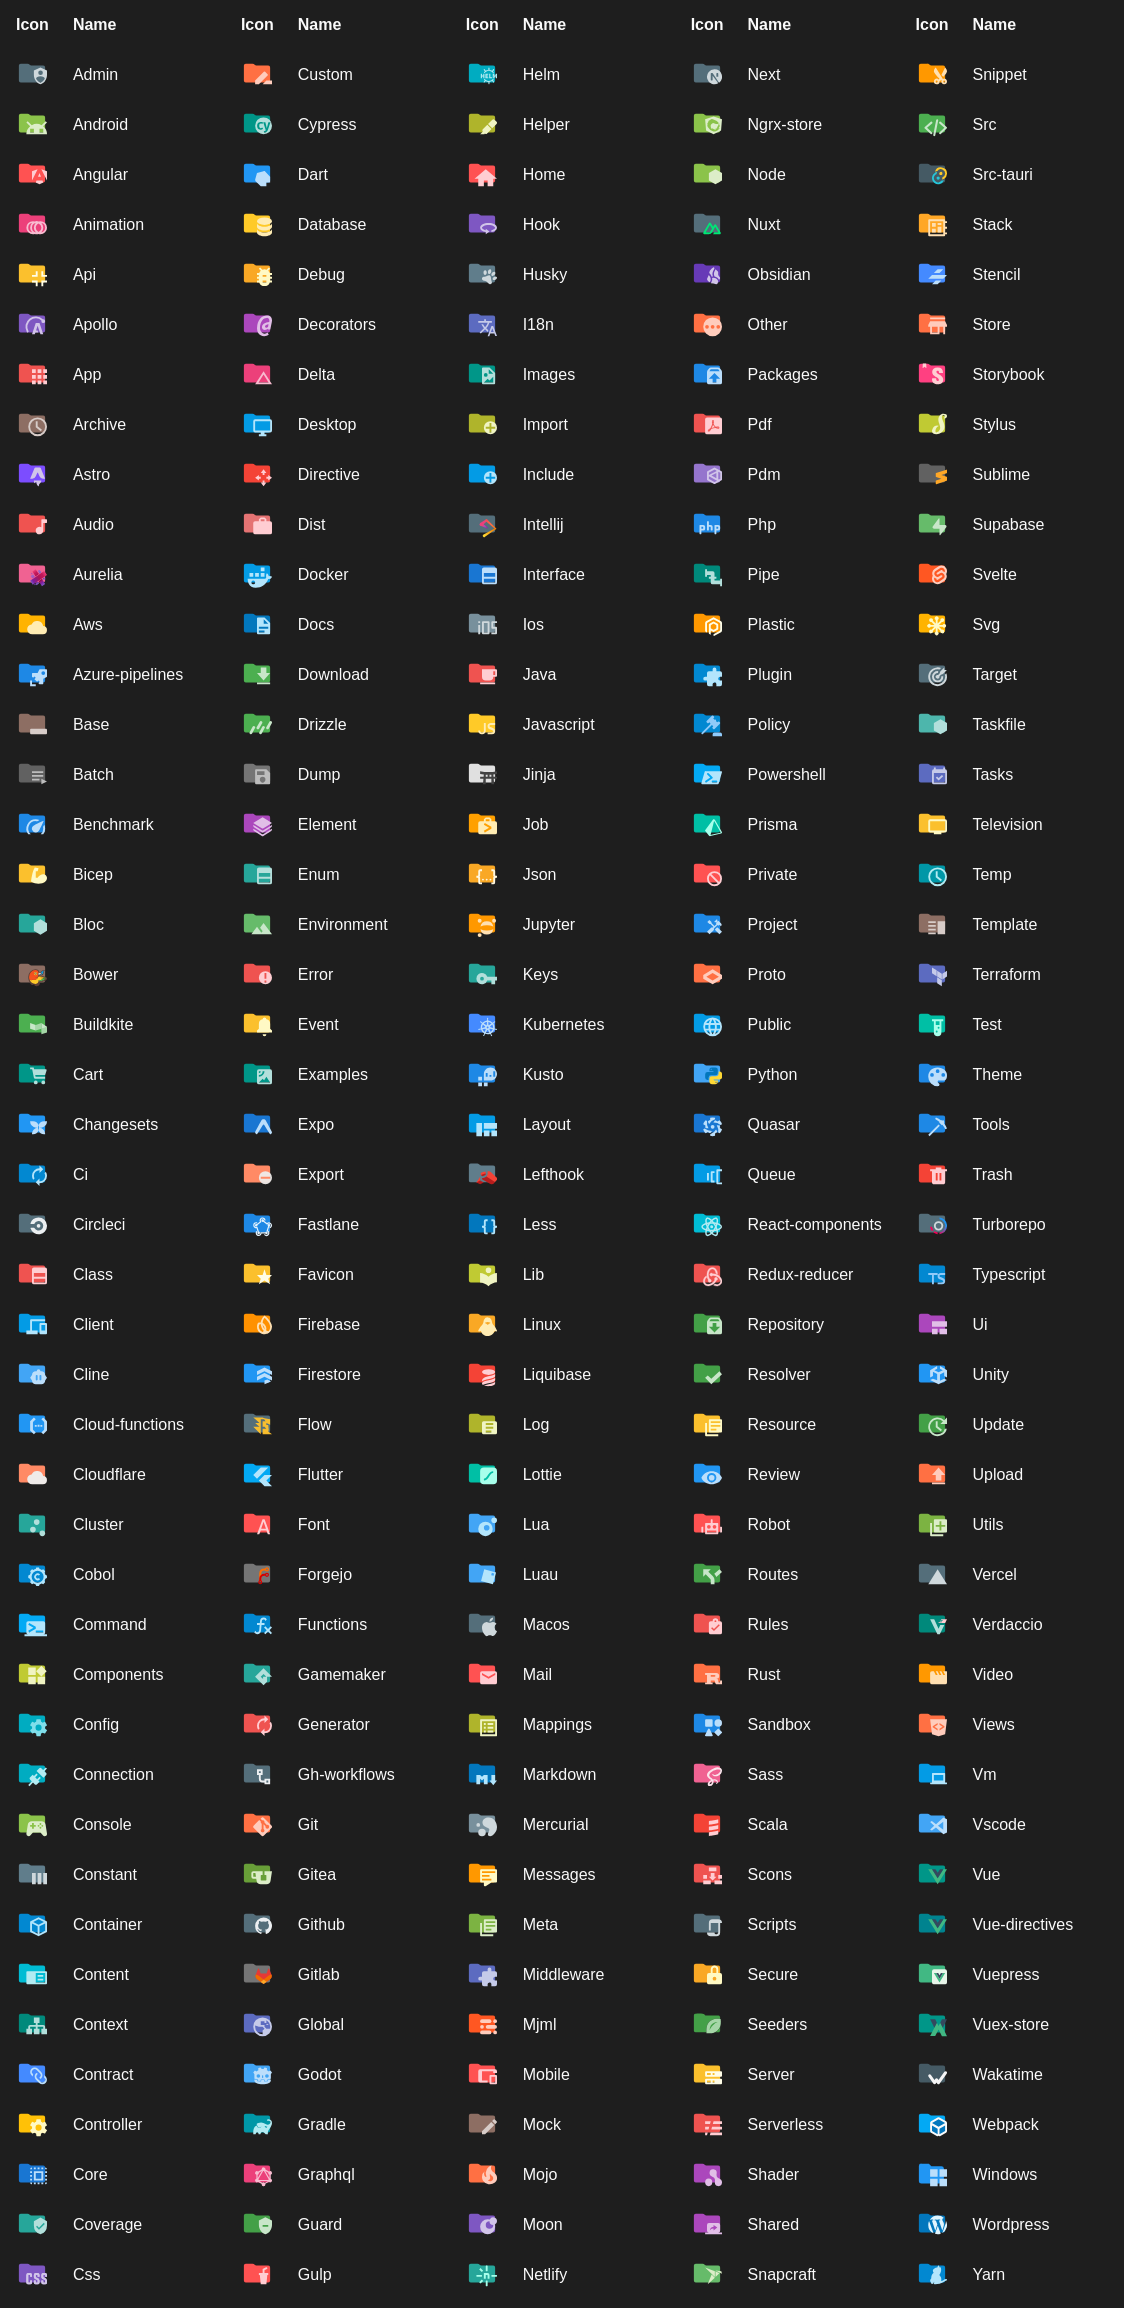 Icon Name Icon Name Icon Name Icon Name Icon Name
Admin Custom Helm Next Snippet
Android Cypress Helper Ngrx-store Src
Angular Dart Home Node Src-tauri
Animation Database Hook Nuxt Stack
Api Debug Husky Obsidian Stencil
Apollo Decorators I18n Other Store
App Delta Images Packages Storybook
Archive Desktop Import Pdf Stylus
Astro Directive Include Pdm Sublime
Audio Dist Intellij Php Supabase
Aurelia Docker Interface Pipe Svelte
Aws Docs Ios Plastic Svg
Azure-pipelines Download Java Plugin Target
Base Drizzle Javascript Policy Taskfile
Batch Dump Jinja Powershell Tasks
Benchmark Element Job Prisma Television
Bicep Enum Json Private Temp
Bloc Environment Jupyter Project Template
Bower Error Keys Proto Terraform
Buildkite Event Kubernetes Public Test
Cart Examples Kusto Python Theme
Changesets Expo Layout Quasar Tools
Ci Export Lefthook Queue Trash
Circleci Fastlane Less React-components Turborepo
Class Favicon Lib Redux-reducer Typescript
Client Firebase Linux Repository Ui
Cline Firestore Liquibase Resolver Unity
Cloud-functions Flow Log Resource Update
Cloudflare Flutter Lottie Review Upload
Cluster Font Lua Robot Utils
Cobol Forgejo Luau Routes Vercel
Command Functions Macos Rules Verdaccio
Components Gamemaker Mail Rust Video
Config Generator Mappings Sandbox Views
Connection Gh-workflows Markdown Sass Vm
Console Git Mercurial Scala Vscode
Constant Gitea Messages Scons Vue
Container Github Meta Scripts Vue-directives
Content Gitlab Middleware Secure Vuepress
Context Global Mjml Seeders Vuex-store
Contract Godot Mobile Server Wakatime
Controller Gradle Mock Serverless Webpack
Core Graphql Mojo Shader Windows
Coverage Guard Moon Shared Wordpress
Css Gulp Netlify Snapcraft Yarn